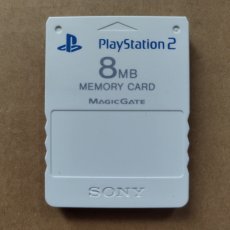 PlayStation 2
8MB
MEMORY CARD
MAGICGATE
SONY